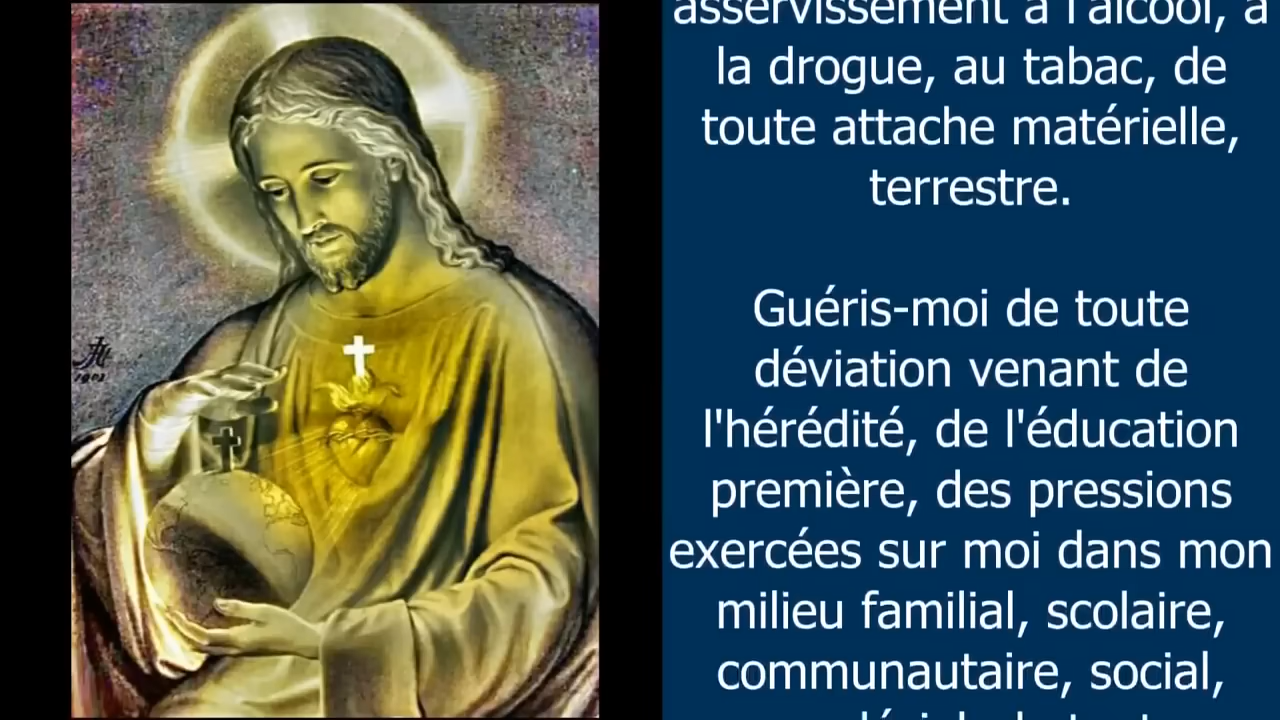 asservissement à l'alcool, à
la drogue, au tabac, de
toute attache matérielle,
terrestre.
Guéris-moi de toute
déviation venant de
l'hérédité, de l'éducation
première, des pressions
exercées sur moi dans mon
milieu familial, scolaire,
communautaire, social,